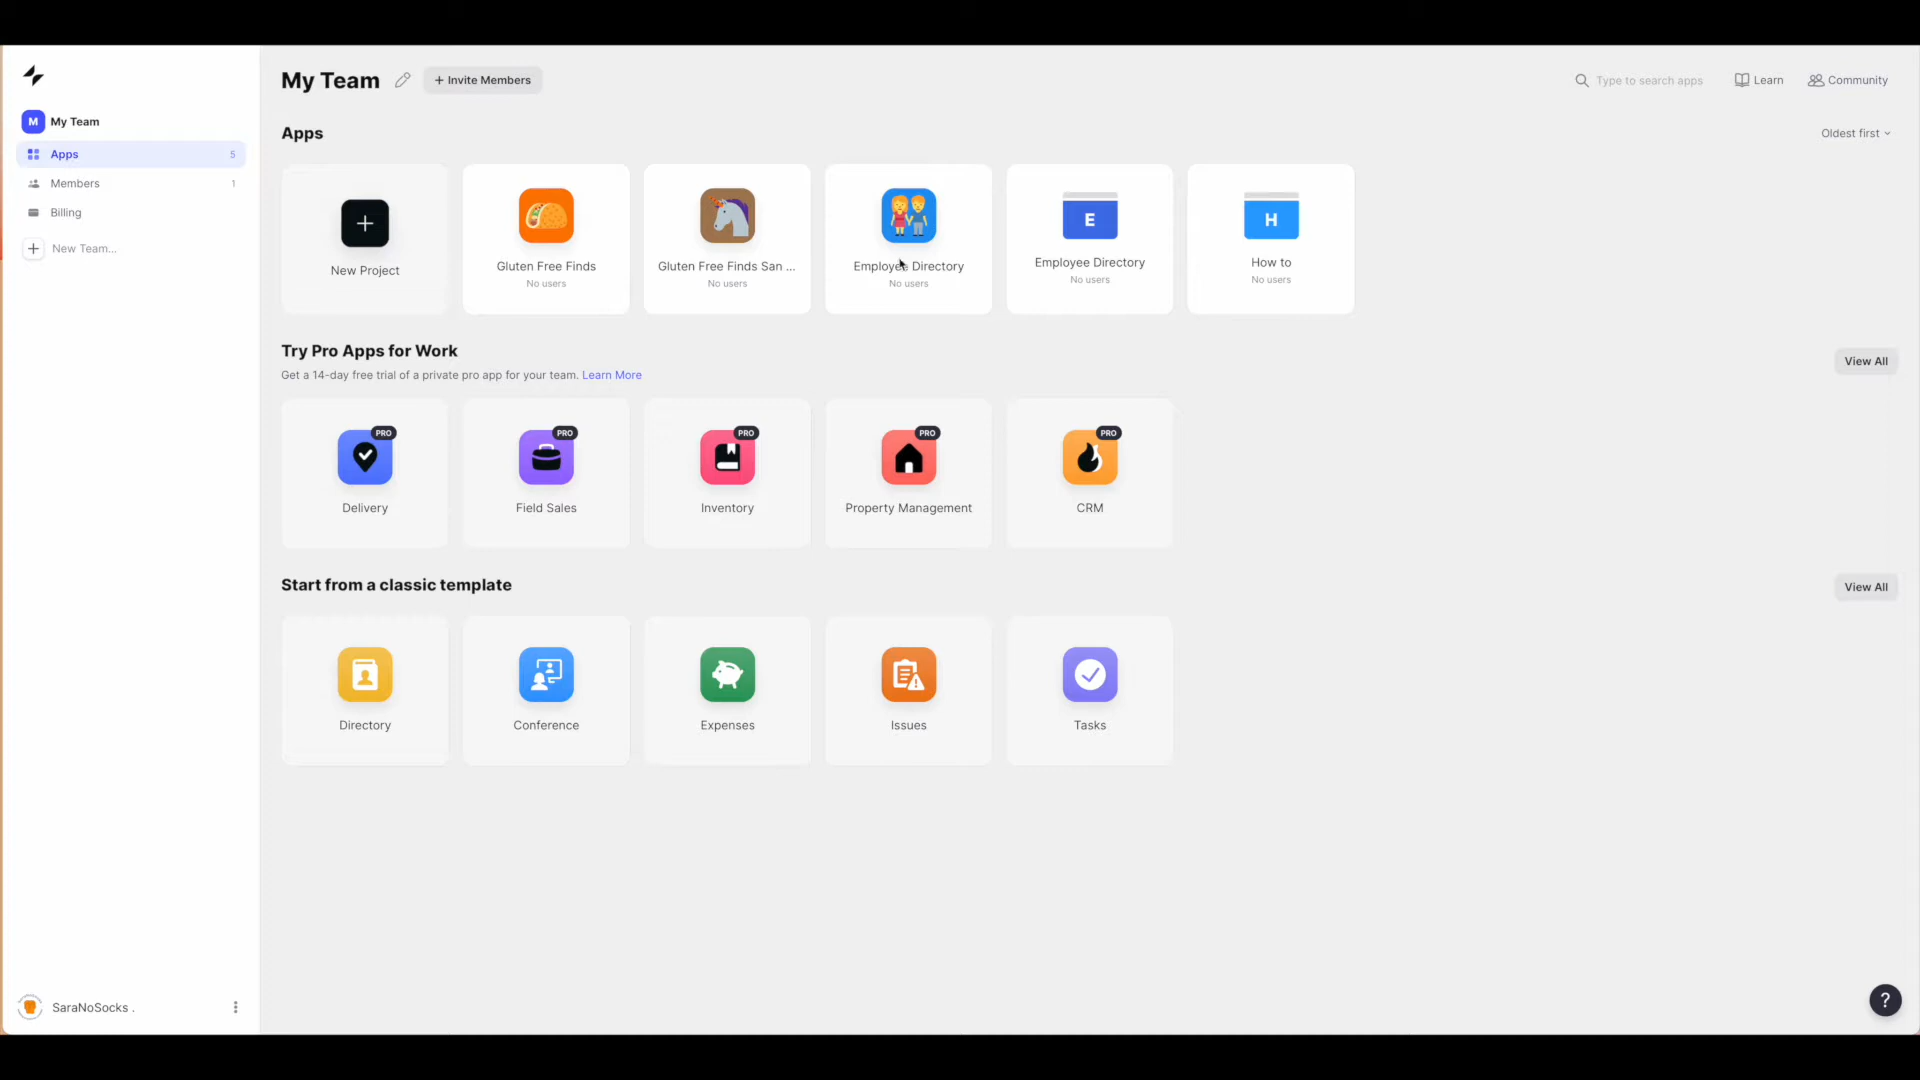 My Team
+ Invite Members
Type to search apps
Learn
Community
M My Team
Apps 5
Members 1
Billing
+ New Team...
Apps
Oldest first
New Project
Gluten Free Finds
No users
Gluten Free Finds San ...
No users
Employee Directory
No users
E
Employee Directory
No users
H
How to
No users
Try Pro Apps for Work
Get a 14-day free trial of a private pro app for your team. Learn More
View All
PRO
Delivery
PRO
Field Sales
PRO
Inventory
PRO
Property Management
PRO
CRM
Start from a classic template
View All
Directory
Conference
Expenses
Issues
Tasks
SaraNoSocks .
?